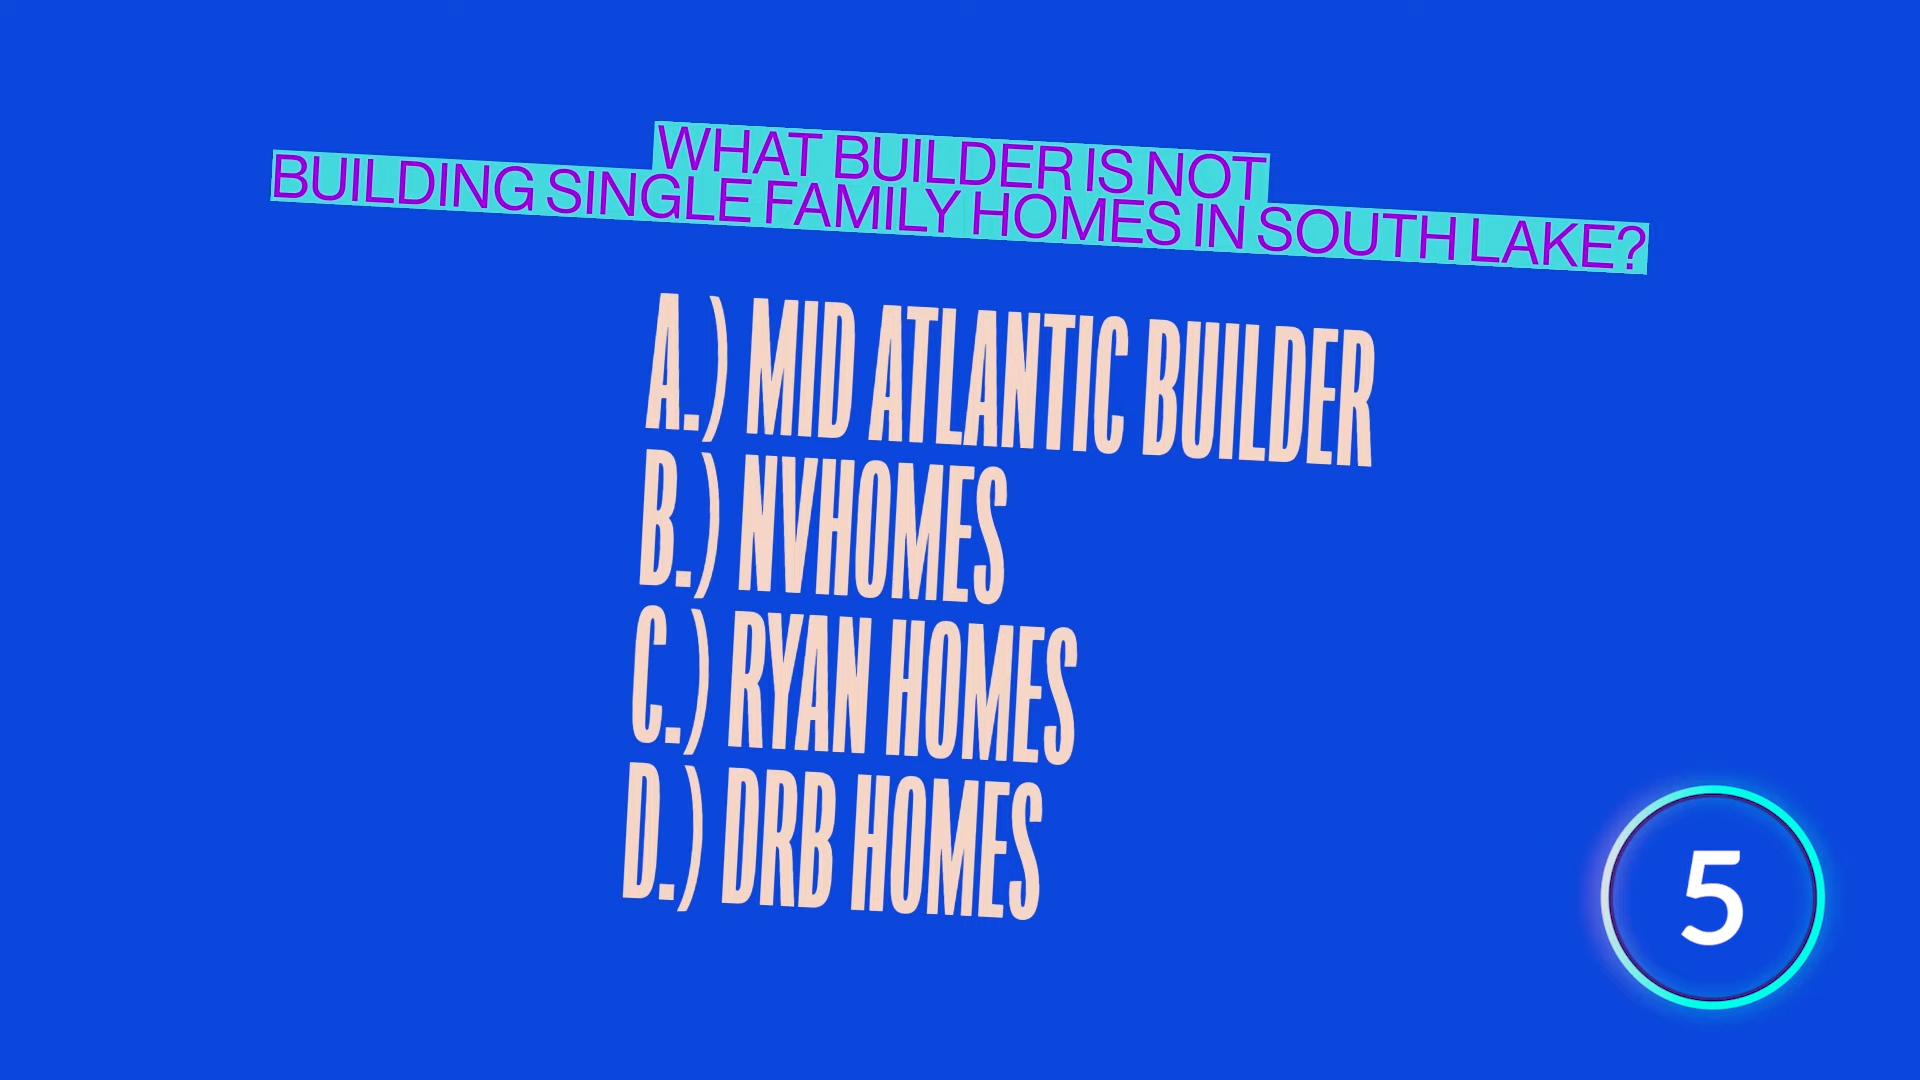 WHAT BUILDER IS NOT
BUILDING SINGLE FAMILY HOMES IN SOUTH LAKE?
A.) MID ATLANTIC BUILDER
B.) NVHOMES
C.) RYAN HOMES
D.) DRB HOMES
5